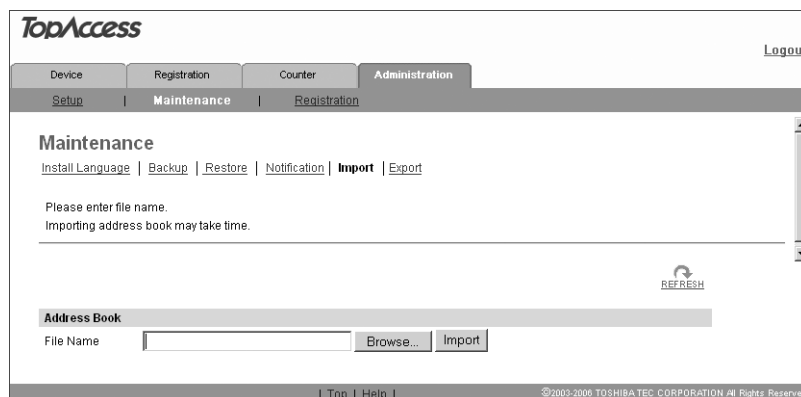 TopAccess
Logou
Device Registration Counter Administration
Setup | Maintenance | Registration
Maintenance
Install Language | Backup | Restore | Notification | Import | Export
Please enter file name.
Importing address book may take time.
REFRESH
Address Book
File Name Browse... Import
| Top | Help |
©2003-2006 TOSHIBA TEC CORPORATION All Rights Reserve